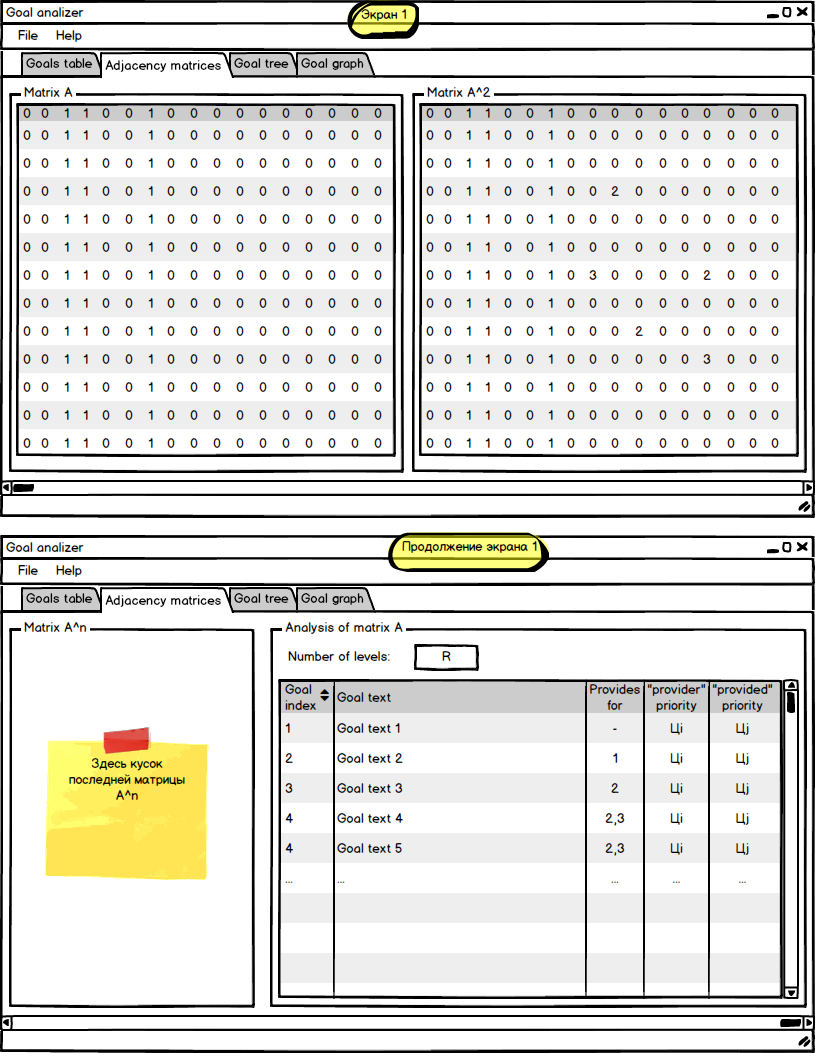 Goal analizer
Экран 1
File Help
Goals table Adjacency matrices Goal tree Goal graph
Matrix A
0 0 1 1 0 0 1 0 0 0 0 0 0 0 0 0 0
0 0 1 1 0 0 1 0 0 0 0 0 0 0 0 0 0
0 0 1 1 0 0 1 0 0 0 0 0 0 0 0 0 0
0 0 1 1 0 0 1 0 0 0 0 0 0 0 0 0 0
0 0 1 1 0 0 1 0 0 0 0 0 0 0 0 0 0
0 0 1 1 0 0 1 0 0 0 0 0 0 0 0 0 0
0 0 1 1 0 0 1 0 0 0 0 0 0 0 0 0 0
0 0 1 1 0 0 1 0 0 0 0 0 0 0 0 0 0
0 0 1 1 0 0 1 0 0 0 0 0 0 0 0 0 0
0 0 1 1 0 0 1 0 0 0 0 0 0 0 0 0 0
0 0 1 1 0 0 1 0 0 0 0 0 0 0 0 0 0
0 0 1 1 0 0 1 0 0 0 0 0 0 0 0 0 0
0 0 1 1 0 0 1 0 0 0 0 0 0 0 0 0 0
Matrix A^2
0 0 1 1 0 0 1 0 0 0 0 0 0 0 0 0 0
0 0 1 1 0 0 1 0 0 0 0 0 0 0 0 0 0
0 0 1 1 0 0 1 0 0 0 0 0 0 0 0 0 0
0 0 1 1 0 0 1 0 0 2 0 0 0 0 0 0 0
0 0 1 1 0 0 1 0 0 0 0 0 0 0 0 0 0
0 0 1 1 0 0 1 0 0 0 0 0 0 0 0 0 0
0 0 1 1 0 0 1 0 3 0 0 0 0 2 0 0 0
0 0 1 1 0 0 1 0 0 0 0 0 0 0 0 0 0
0 0 1 1 0 0 1 0 0 0 2 0 0 0 0 0 0
0 0 1 1 0 0 1 0 0 0 0 0 0 3 0 0 0
0 0 1 1 0 0 1 0 0 0 0 0 0 0 0 0 0
0 0 1 1 0 0 1 0 0 0 0 0 0 0 0 0 0
0 0 1 1 0 0 1 0 0 0 0 0 0 0 0 0 0
Goal analizer
Продолжение экрана 1
File Help
Goals table Adjacency matrices Goal tree Goal graph
Matrix A^n
Здесь кусок
последней матрицы
A^n
Analysis of matrix A
Number of levels: R
Goal index Goal text Provides for "provider" priority "provided" priority
1 Goal text 1 - Ці Цj
2 Goal text 2 1 Ці Цj
3 Goal text 3 2 Ці Цj
4 Goal text 4 2,3 Ці Цj
4 Goal text 5 2,3 Ці Цj
... ... ... ... ...